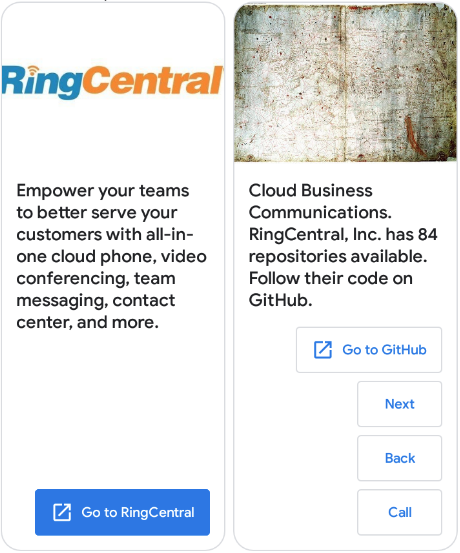 RingCentral
Empower your teams
to better serve your
customers with all-in-
one cloud phone, video
conferencing, team
messaging, contact
center, and more.
Go to RingCentral
Cloud Business
Communications.
RingCentral, Inc. has 84
repositories available.
Follow their code on
GitHub.
Go to GitHub
Next
Back
Call